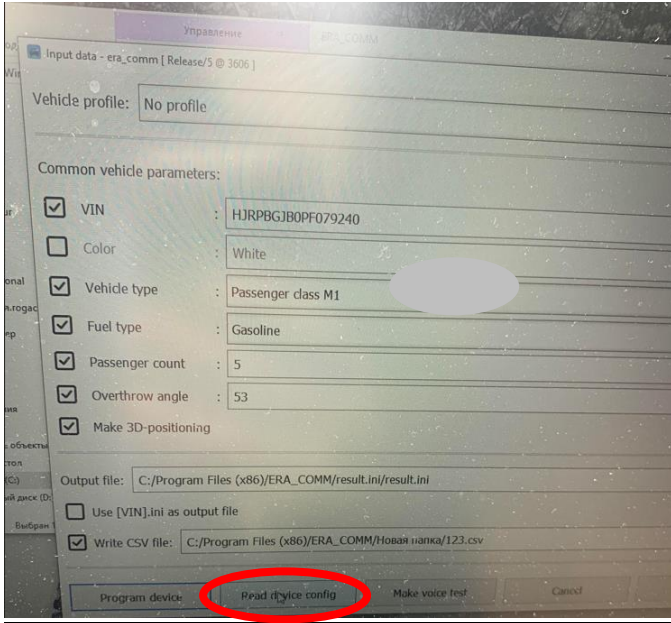 Управление
ERA_COMM
Input data - era_comm [ Release/5 @ 3606 ]
Vehicle profile: No profile
Common vehicle parameters:
VIN : HJRPBGJB0PF079240
Color : White
Vehicle type : Passenger class M1
Fuel type : Gasoline
Passenger count : 5
Overthrow angle : 53
Make 3D-positioning
Output file: C:/Program Files (x86)/ERA_COMM/result.ini/result.ini
Use [VIN].ini as output file
Write CSV file: C:/Program Files (x86)/ERA_COMM/Новая папка/123.csv
Выбран
Program device Read device config Make voice test Cancel